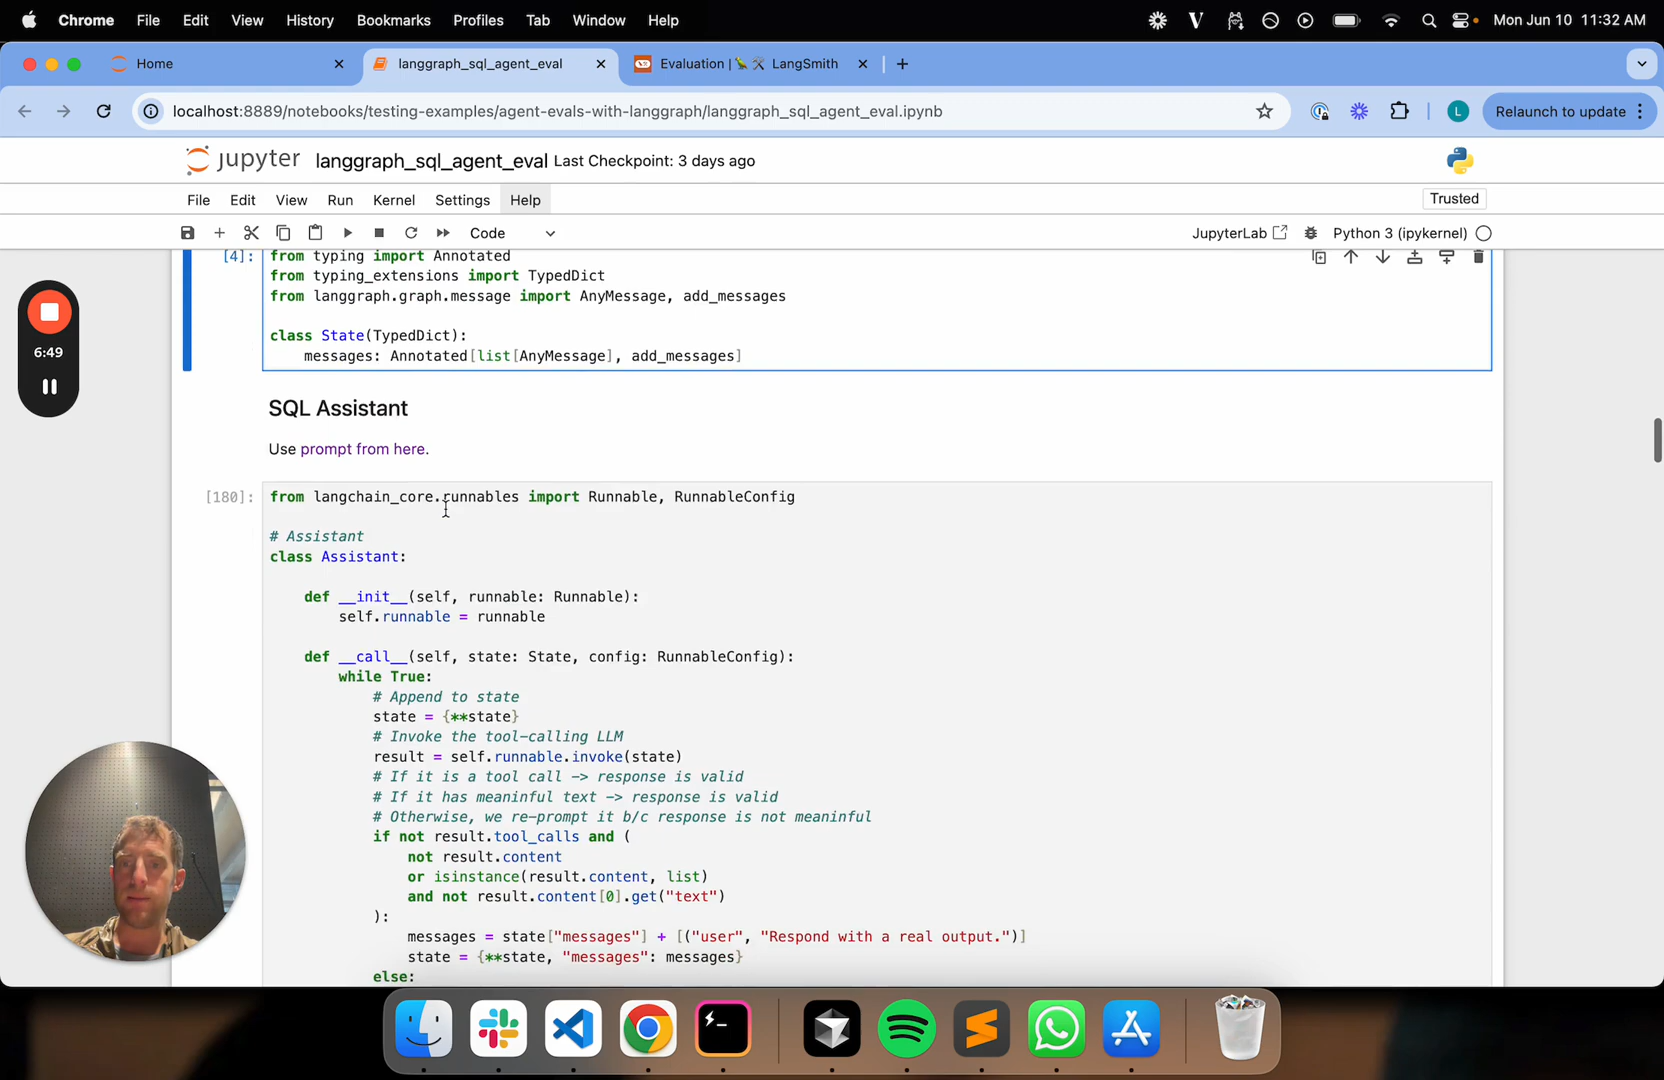 Chrome File Edit View History Bookmarks Profiles Tab Window Help Mon Jun 10 11:32 AM
Home langgraph_sql_agent_eval Evaluation | 🦜🛠️ LangSmith
localhost:8889/notebooks/testing-examples/agent-evals-with-langgraph/langgraph_sql_agent_eval.ipynb L Relaunch to update
jupyter langgraph_sql_agent_eval Last Checkpoint: 3 days ago
File Edit View Run Kernel Settings Help Trusted
Code JupyterLab Python 3 (ipykernel)
[4]: from typing import Annotated
from typing_extensions import TypedDict
from langgraph.graph.message import AnyMessage, add_messages
class State(TypedDict):
messages: Annotated[list[AnyMessage], add_messages]
6:49
SQL Assistant
Use prompt from here.
[180]: from langchain_core.runnables import Runnable, RunnableConfig
# Assistant
class Assistant:
def __init__(self, runnable: Runnable):
self.runnable = runnable
def __call__(self, state: State, config: RunnableConfig):
while True:
# Append to state
state = {**state}
# Invoke the tool-calling LLM
result = self.runnable.invoke(state)
# If it is a tool call -> response is valid
# If it has meaninful text -> response is valid
# Otherwise, we re-prompt it b/c response is not meaninful
if not result.tool_calls and (
not result.content
or isinstance(result.content, list)
and not result.content[0].get("text")
):
messages = state["messages"] + [("user", "Respond with a real output.")]
state = {**state, "messages": messages}
else: